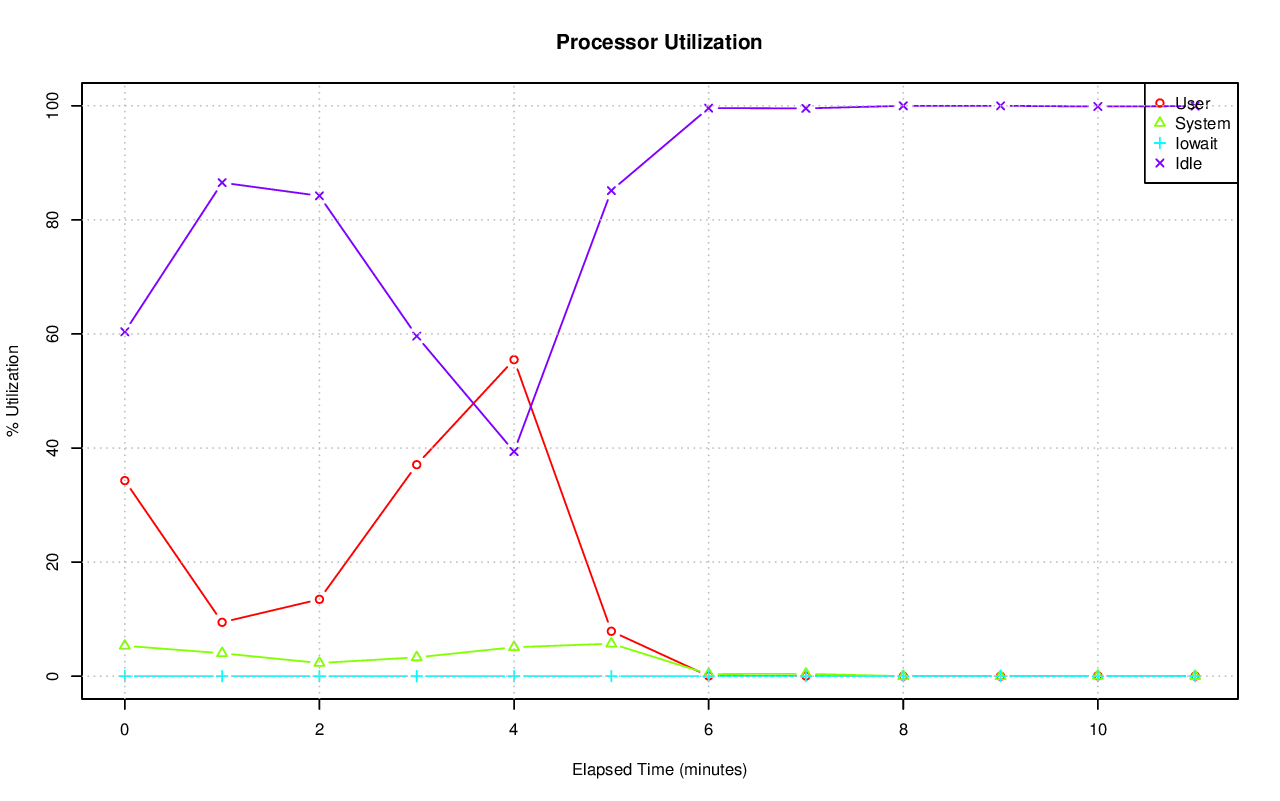 Processor Utilization
% Utilization
100
80
60
40
20
0
User
System
Iowait
Idle
0 2 4 6 8 10
Elapsed Time (minutes)